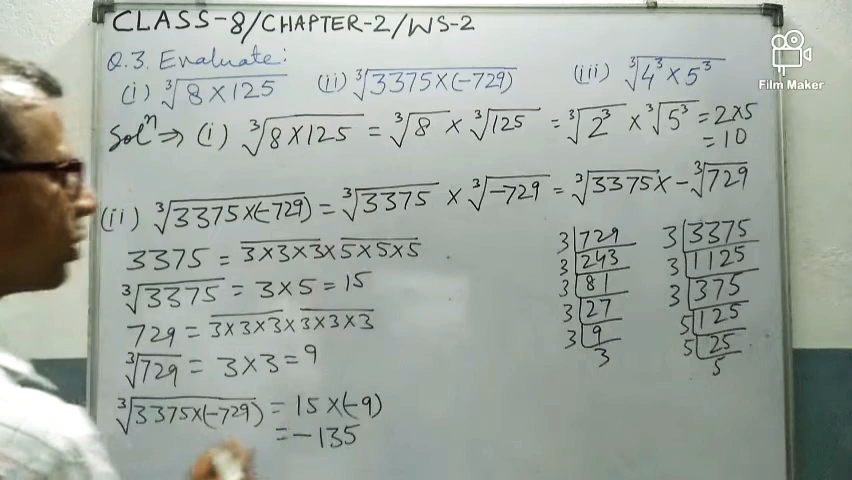 CLASS-8/CHAPTER-2/WS-2
Q.3. Evaluate:
(i) ∛(8×125) (ii) ∛(3375×(-729)) (iii) ∛(4³×5³)
Solⁿ ⇒ (i) ∛(8×125) = ∛8 × ∛125 = ∛(2³) × ∛(5³) = 2×5
= 10
(ii) ∛(3375×(-729)) = ∛3375 × ∛-729 = ∛3375 × -∛729
3375 = 3×3×3×5×5×5
∛3375 = 3×5 = 15
729 = 3×3×3×3×3×3
∛729 = 3×3 = 9
∛(3375×(-729)) = 15×(-9)
= -135
3|729
3|243
3|81
3|27
3|9
3
3|3375
3|1125
3|375
5|125
5|25
5
Film Maker